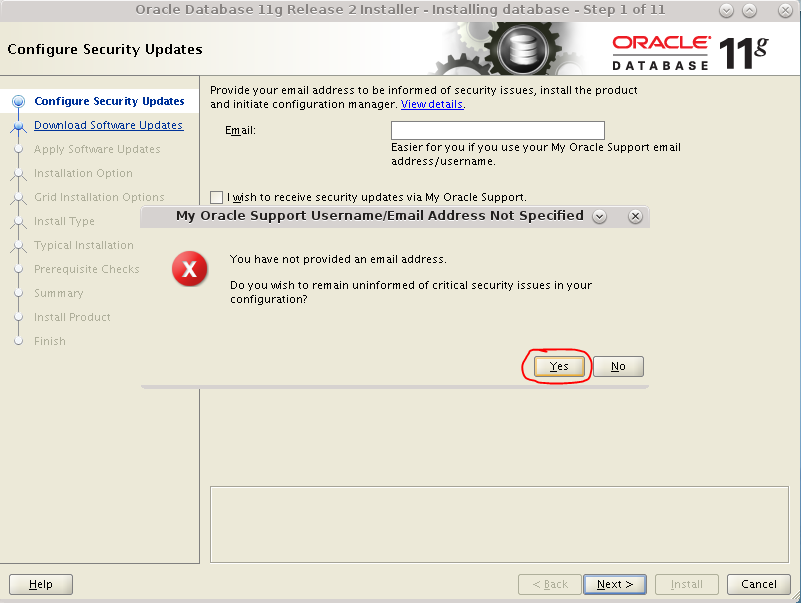 Oracle Database 11g Release 2 Installer - Installing database - Step 1 of 11
Configure Security Updates
ORACLE
DATABASE
11g
Configure Security Updates
Download Software Updates
Apply Software Updates
Installation Option
Grid Installation Options
Install Type
Typical Installation
Prerequisite Checks
Summary
Install Product
Finish
Provide your email address to be informed of security issues, install the product
and initiate configuration manager. View details.
Email:
Easier for you if you use your My Oracle Support email
address/username.
I wish to receive security updates via My Oracle Support.
My Oracle Support Username/Email Address Not Specified
You have not provided an email address.
Do you wish to remain uninformed of critical security issues in your
configuration?
Yes
No
Help
< Back
Next >
Install
Cancel